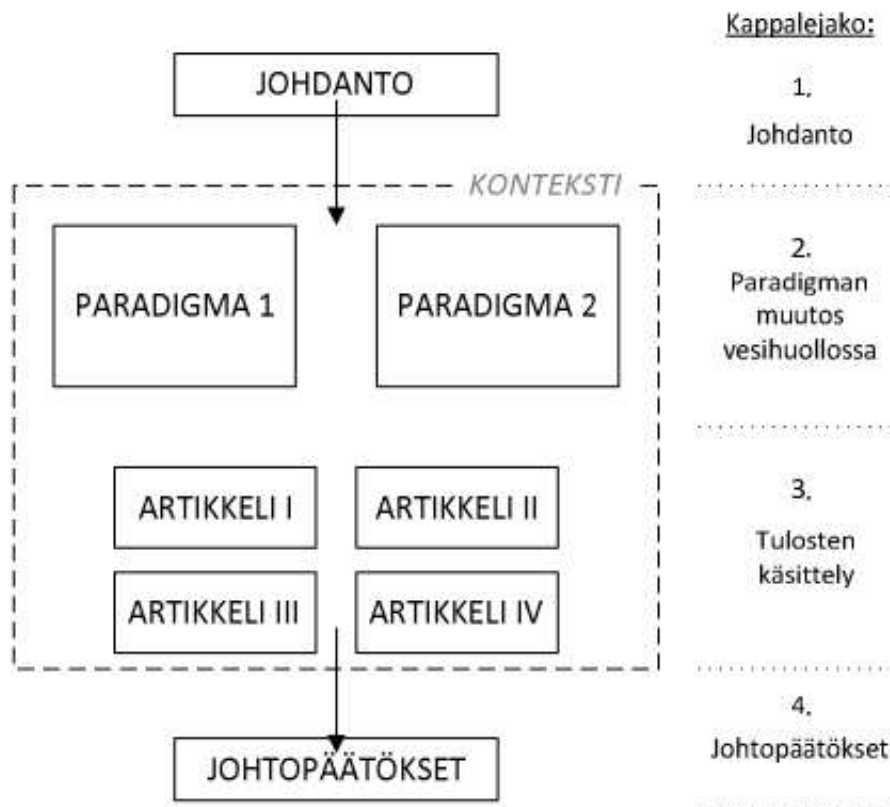 Kappalejako:
JOHDANTO
1.
Johdanto
KONTEKSTI
PARADIGMA 1
PARADIGMA 2
2.
Paradigman
muutos
vesihuollossa
ARTIKKELI I
ARTIKKELI II
ARTIKKELI III
ARTIKKELI IV
3.
Tulosten
käsittely
JOHTOPÄÄTÖKSET
4.
Johtopäätökset